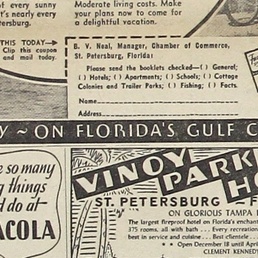 of every sunny
every sunny
Moderate living costs. Make
your plans now to come for
a delightful vacation.
THIS TODAY
Clip this coupon
and mail today.
B. V. Neal, Manager, Chamber of Commerce,
St. Petersburg, Florida:
Please send the booklets checked—( ) General;
( ) Hotels; ( ) Apartments; ( ) Schools; ( ) Cottage
Colonies and Trailer Parks; ( ) Fishing; ( ) Facts.
Name
Address
~ ON FLORIDA'S GULF C
so many
things
do at
ACOLA
VINOY PARK
HO
ST. PETERSBURG — F
ON GLORIOUS TAMPA
The largest fireproof hotel on Florida's enchant
375 rooms, all with bath . . . Every recreation;
best in service and cuisine . . . Best clientele
• Open December 18 until Apri
CLEMENT KENNEDY